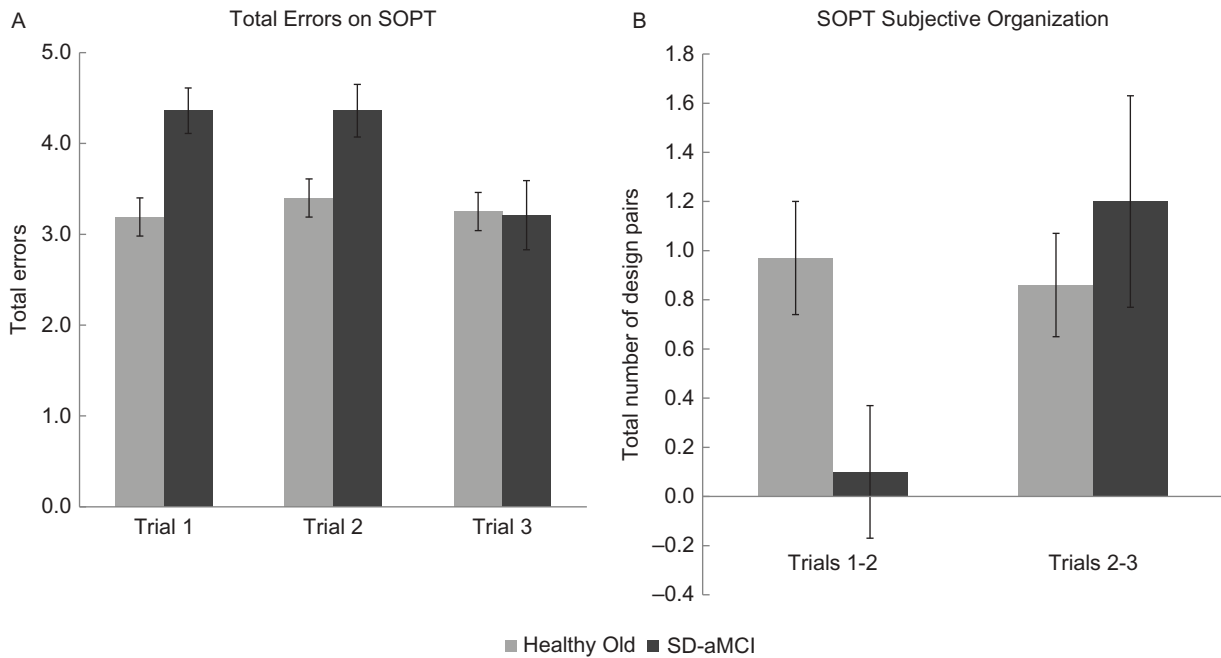 A
Total Errors on SOPT
5.0
4.0
3.0
2.0
1.0
0.0
Total errors
Trial 1
Trial 2
Trial 3
B
SOPT Subjective Organization
1.8
1.6
1.4
1.2
1.0
0.8
0.6
0.4
0.2
0.0
–0.2
–0.4
Total number of design pairs
Trials 1-2
Trials 2-3
Healthy Old
SD-aMCI